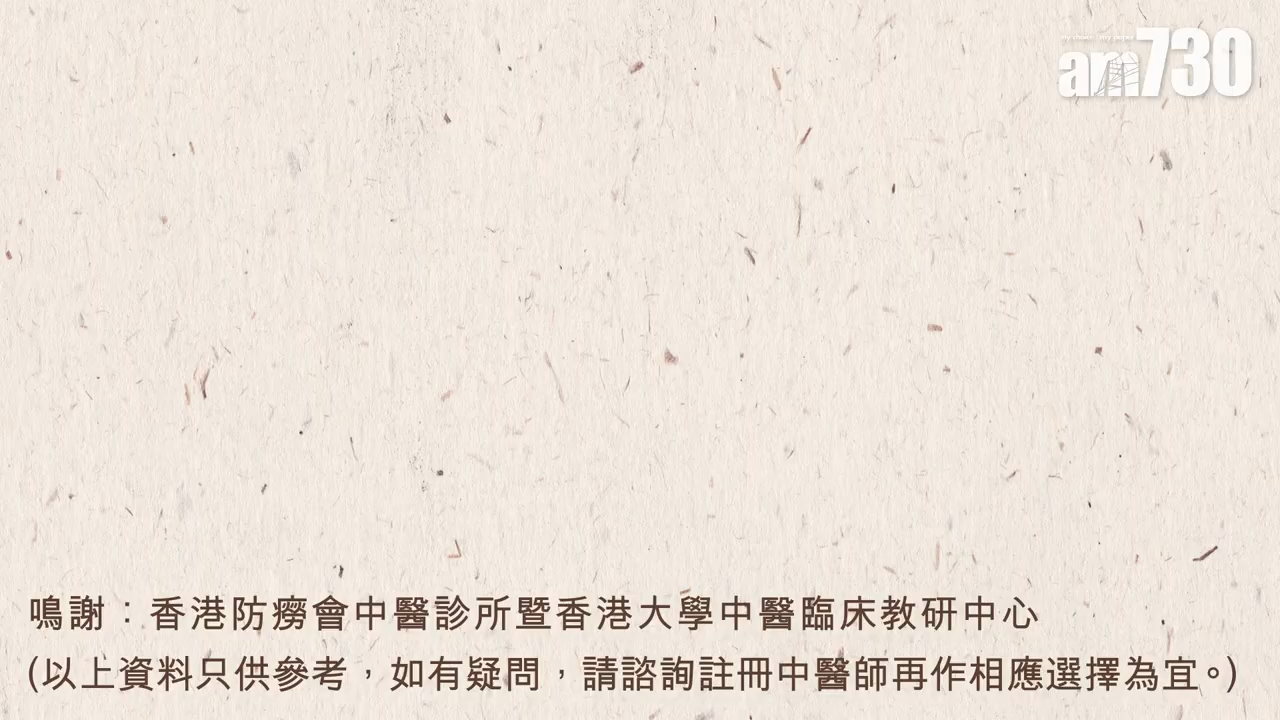 am730
鳴謝：香港防癆會中醫診所暨香港大學中醫臨床教研中心
(以上資料只供參考，如有疑問，請諮詢註冊中醫師再作相應選擇為宜。)